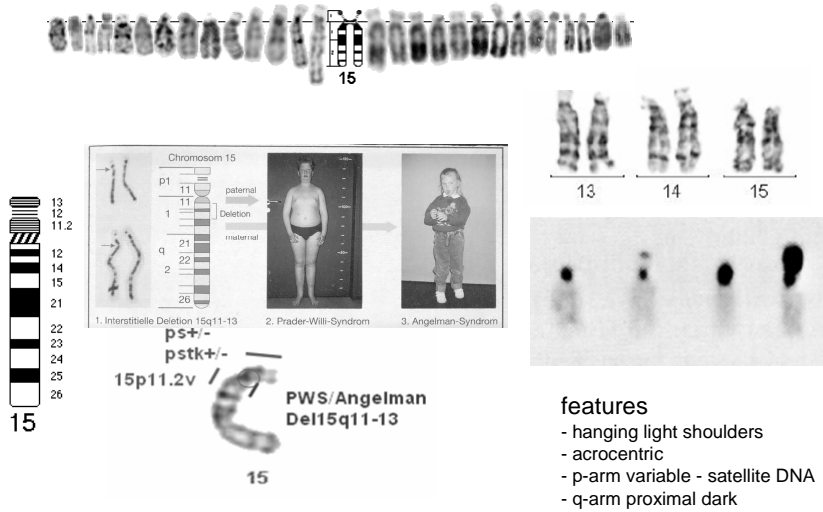 15
13
14
15
Chromosom 15
p1
11
11
1
Deletion
q
21
22
2
26
paternal
maternal
1. Interstitielle Deletion 15q11-13
2. Prader-Willi-Syndrom
3. Angelman-Syndrom
13
12
11.2
12
14
15
21
22
23
24
25
26
15
ps+/-
pstk+/-
15p11.2v
PWS/Angelman
Del15q11-13
15
features
- hanging light shoulders
- acrocentric
- p-arm variable - satellite DNA
- q-arm proximal dark